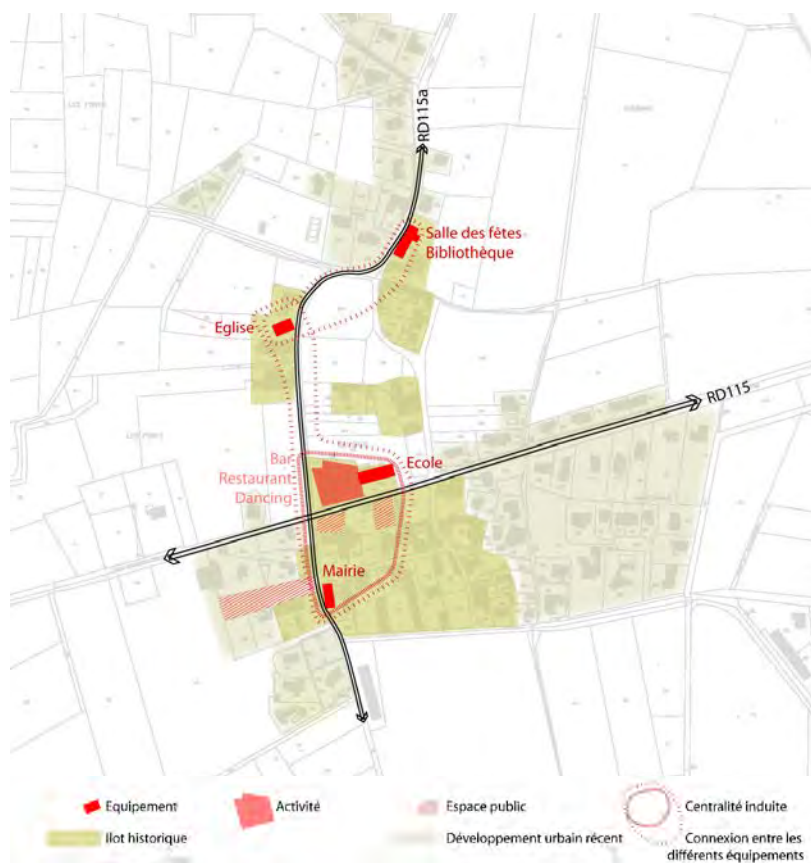 RD115a
Salle des fêtes
Bibliothèque
Eglise
RD115
Bar
Restaurant
Dancing
Ecole
Mairie
Equipement
Activité
Espace public
Centralité induite
Ilot historique
Développement urbain récent
Connexion entre les
différents équipements